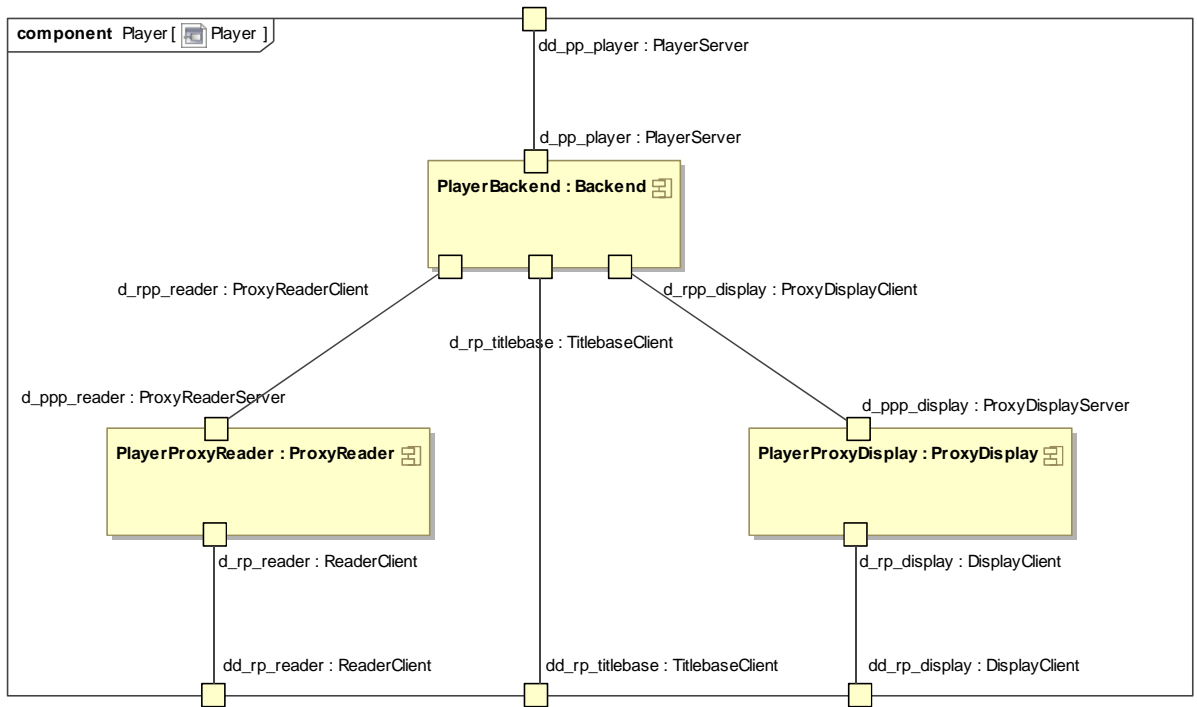 component Player [ Player ]
dd_pp_player : PlayerServer
d_pp_player : PlayerServer
PlayerBackend : Backend
d_rpp_reader : ProxyReaderClient
d_rpp_display : ProxyDisplayClient
d_rp_titlebase : TitlebaseClient
d_ppp_reader : ProxyReaderServer
d_ppp_display : ProxyDisplayServer
PlayerProxyReader : ProxyReader
PlayerProxyDisplay : ProxyDisplay
d_rp_reader : ReaderClient
d_rp_display : DisplayClient
dd_rp_reader : ReaderClient
dd_rp_titlebase : TitlebaseClient
dd_rp_display : DisplayClient